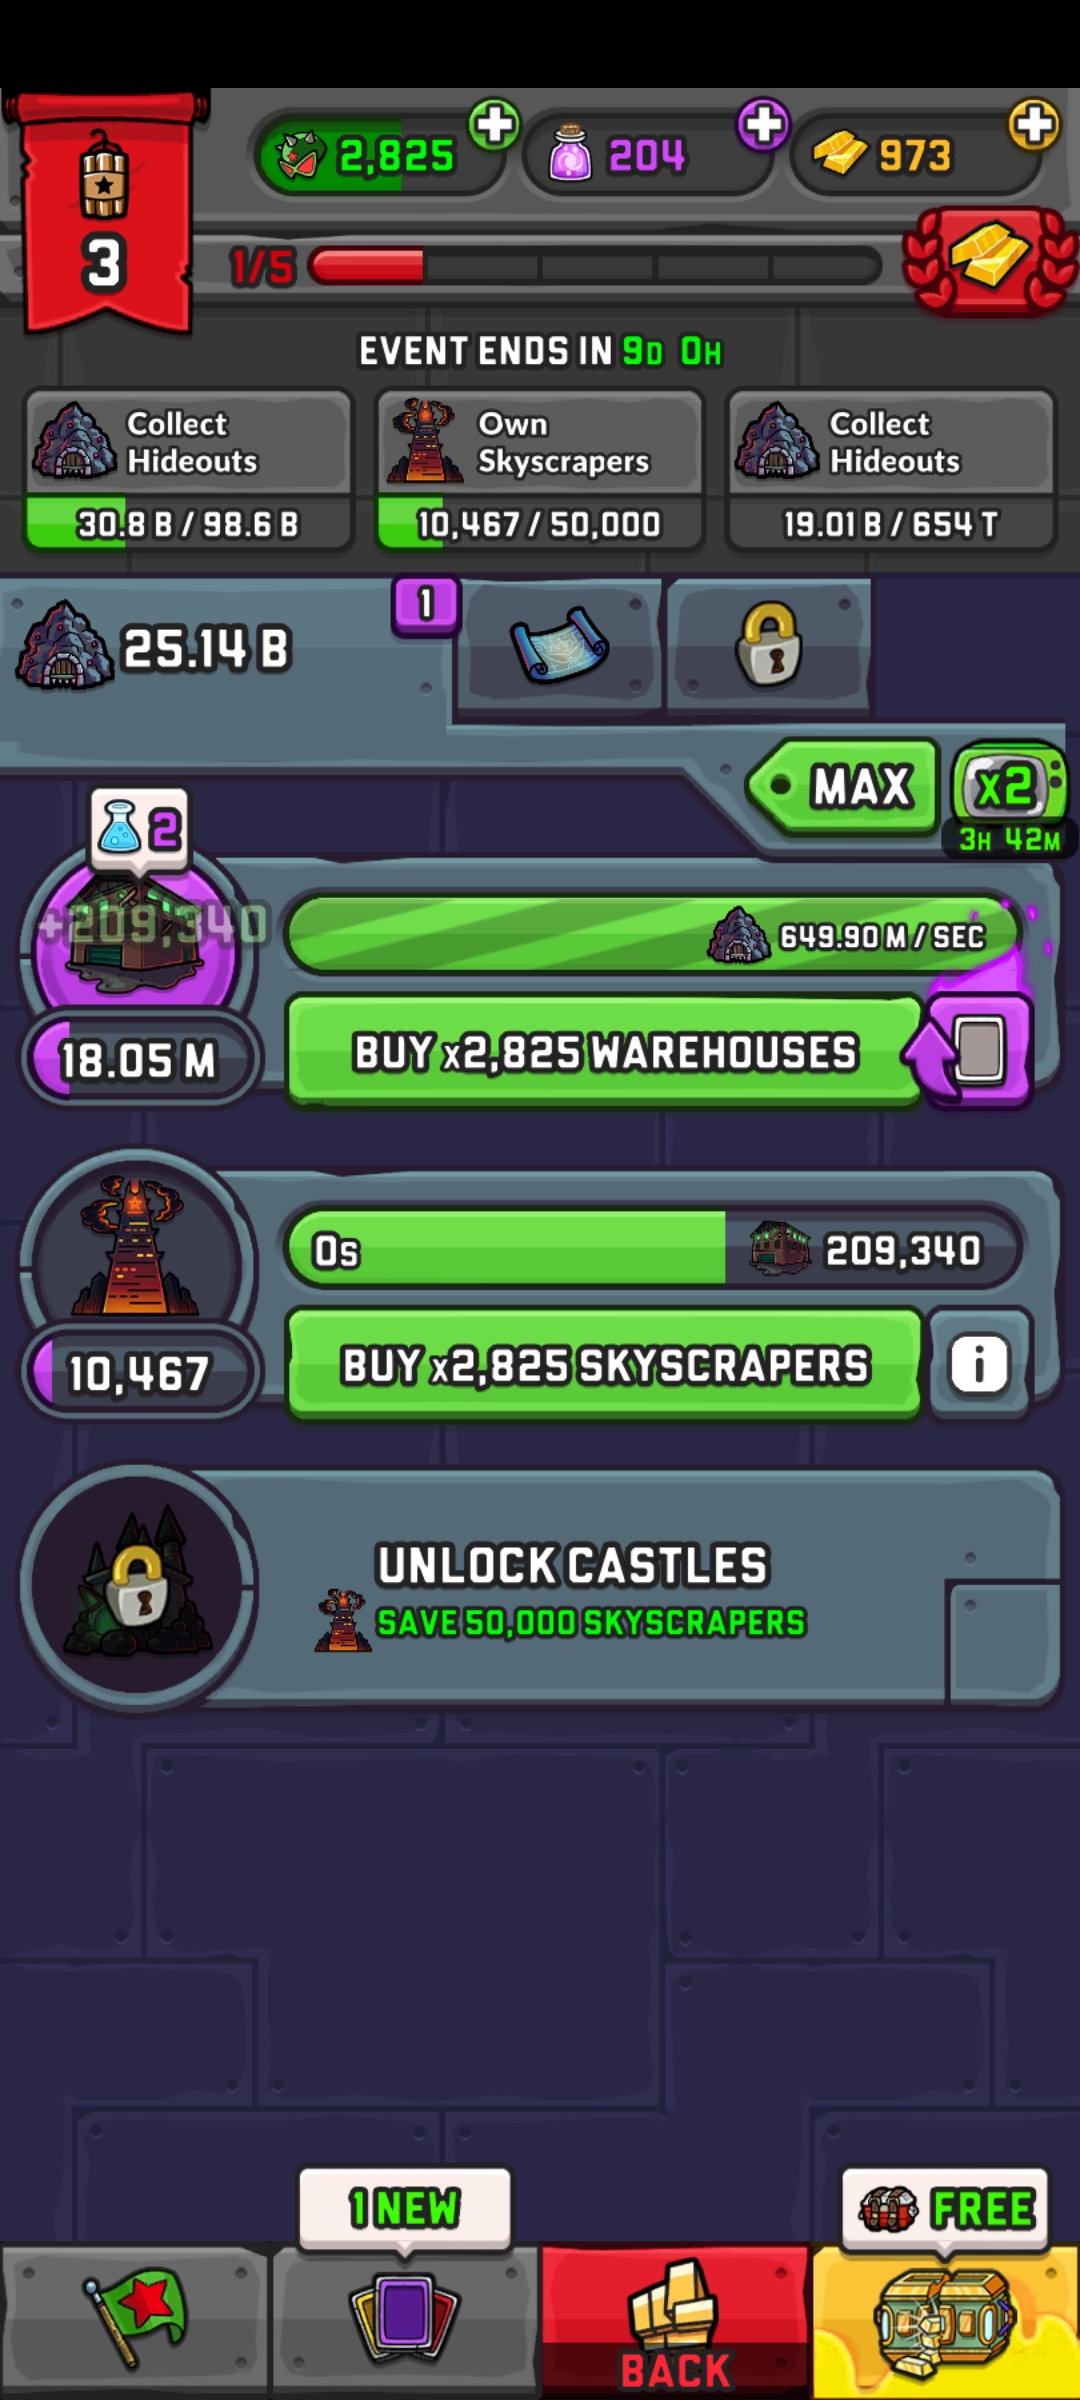 2,825
204
973
3
1/5
EVENT ENDS IN 9D 0H
Collect
Hideouts
30.8 B / 98.6 B
Own
Skyscrapers
10,467 / 50,000
Collect
Hideouts
19.01 B / 654 T
25.14 B
1
MAX
x2
3H 42M
2
+209,340
649.90 M / SEC
18.05 M
BUY x2,825 WAREHOUSES
0s
209,340
10,467
BUY x2,825 SKYSCRAPERS
i
UNLOCK CASTLES
SAVE 50,000 SKYSCRAPERS
1 NEW
FREE
BACK